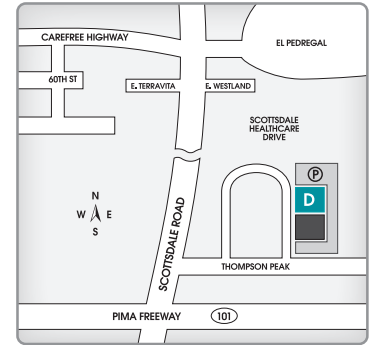 CAREFREE HIGHWAY
EL PEDREGAL
60TH ST
E. TERRAVITA
E. WESTLAND
SCOTTSDALE
HEALTHCARE
DRIVE
P
D
N
W E
S
SCOTTSDALE ROAD
THOMPSON PEAK
PIMA FREEWAY 101